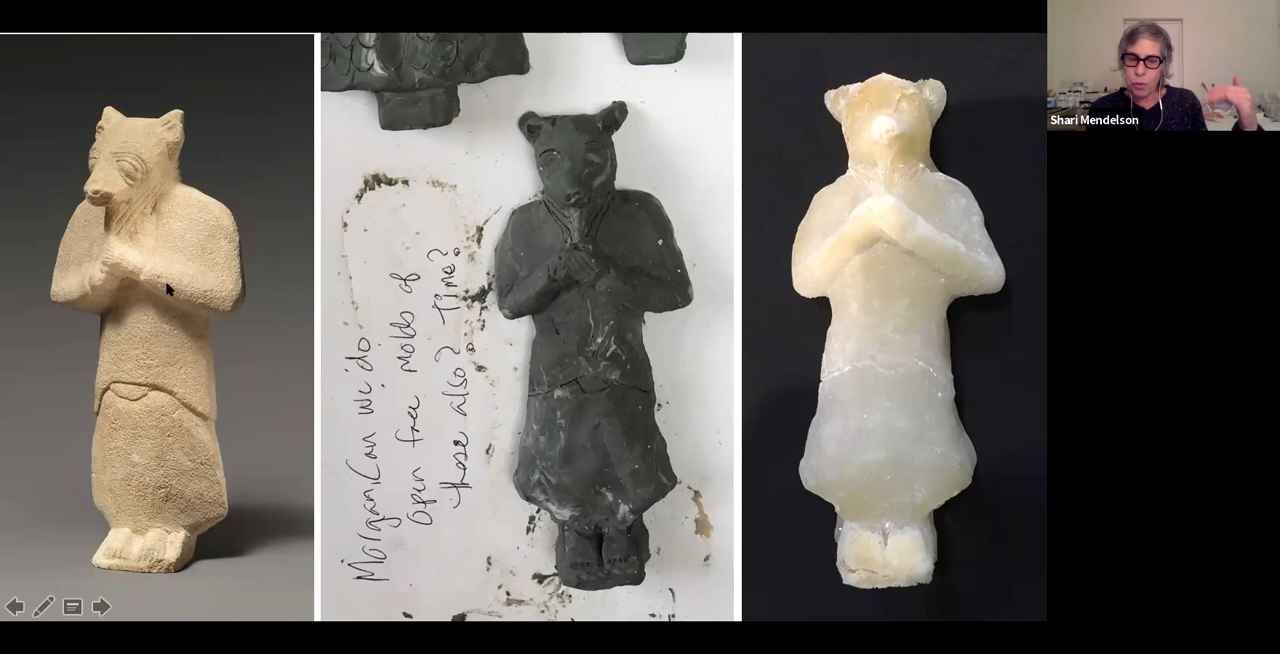 Morgan, Can we do
open face molds of
those also? Time?
Shari Mendelson